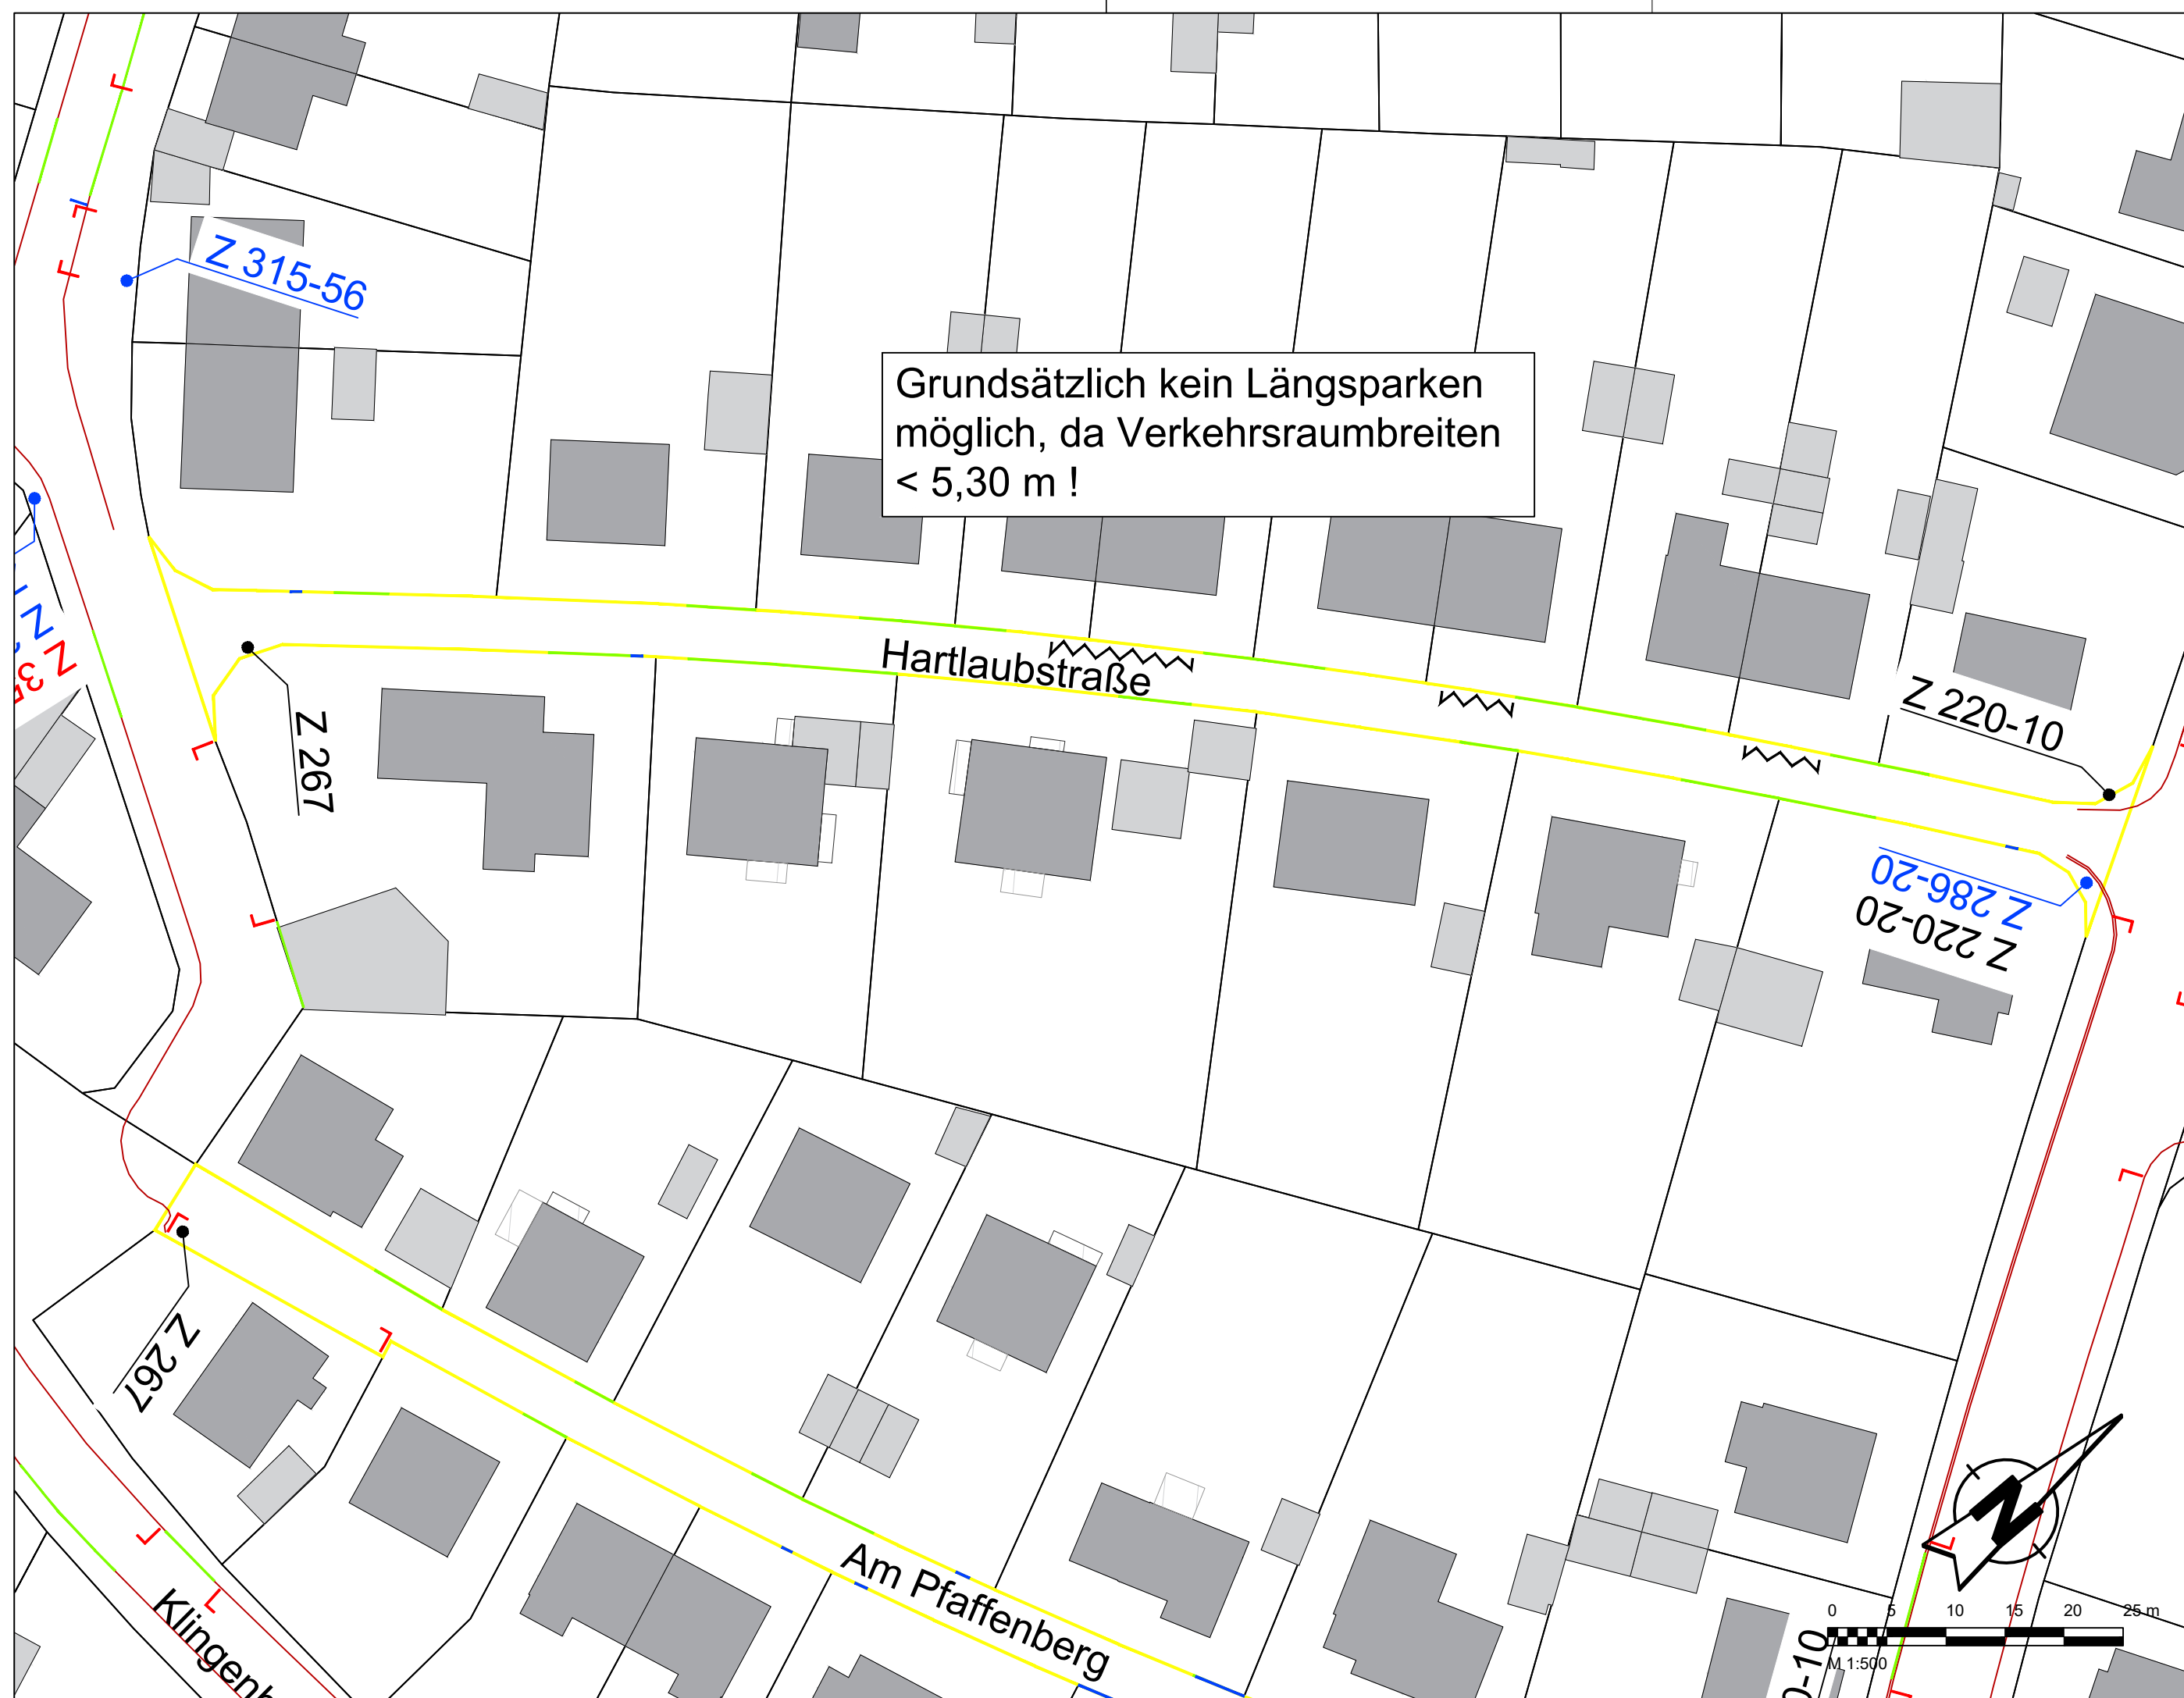 Z 315-56
Grundsätzlich kein Längsparken
möglich, da Verkehrsraumbreiten
< 5,30 m !
Hartlaubstraße
Z 267
Z 220-10
Z 286-20
Z 220-20
Z 267
Am Pfaffenberg
N
0 5 10 15 20 25 m
M 1:500